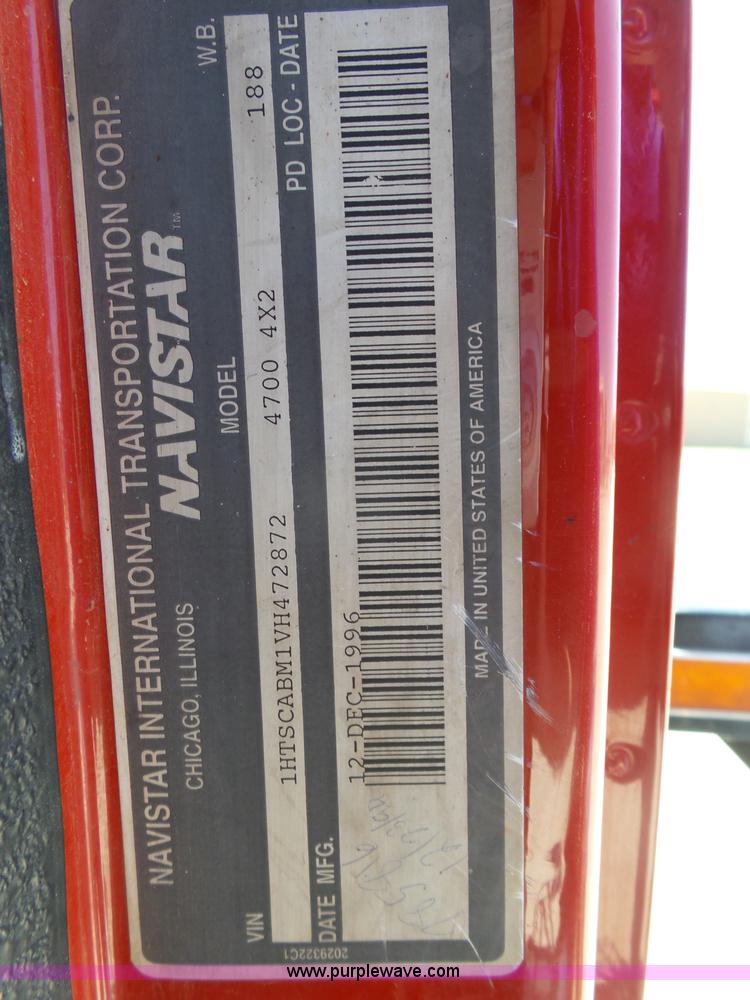 NAVISTAR INTERNATIONAL TRANSPORTATION CORP.
CHICAGO, ILLINOIS
NAVISTAR™
VIN MODEL W.B.
1HTSCABM1VH472872 4700 4X2 188
DATE MFG. PD LOC - DATE
12-DEC-1996
MADE IN UNITED STATES OF AMERICA
2029322C1
www.purplewave.com